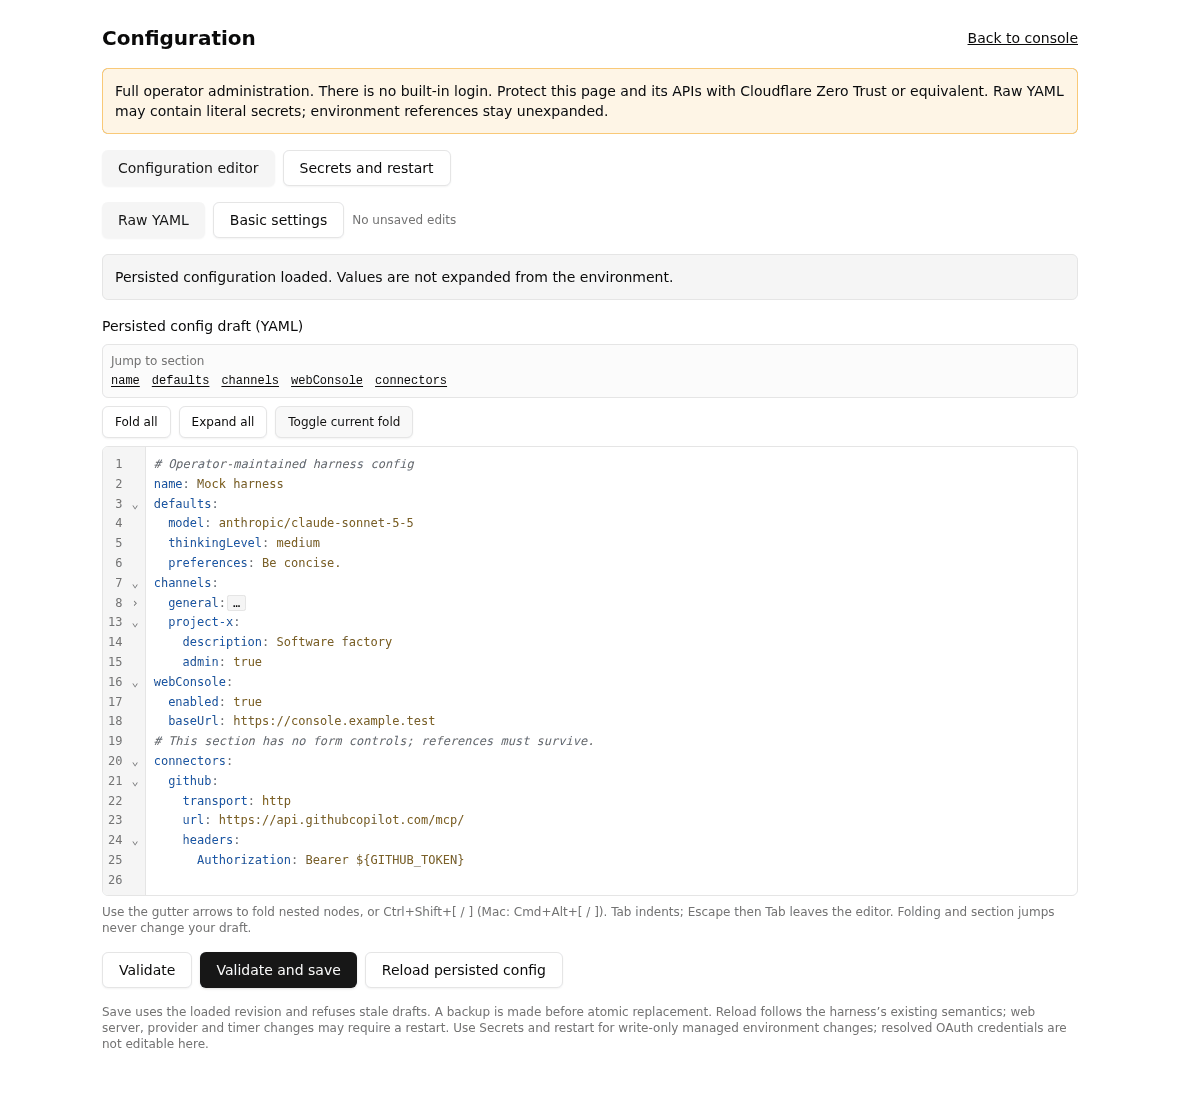 Configuration
Back to console
Full operator administration. There is no built-in login. Protect this page and its APIs with Cloudflare Zero Trust or equivalent. Raw YAML
may contain literal secrets; environment references stay unexpanded.
Configuration editor
Secrets and restart
Raw YAML
Basic settings
No unsaved edits
Persisted configuration loaded. Values are not expanded from the environment.
Persisted config draft (YAML)
Jump to section
name defaults channels webConsole connectors
Fold all
Expand all
Toggle current fold
1 # Operator-maintained harness config
2 name: Mock harness
3 ⌄ defaults:
4 model: anthropic/claude-sonnet-5-5
5 thinkingLevel: medium
6 preferences: Be concise.
7 ⌄ channels:
8 › general:…
13 ⌄ project-x:
14 description: Software factory
15 admin: true
16 ⌄ webConsole:
17 enabled: true
18 baseUrl: https://console.example.test
19 # This section has no form controls; references must survive.
20 ⌄ connectors:
21 ⌄ github:
22 transport: http
23 url: https://api.githubcopilot.com/mcp/
24 ⌄ headers:
25 Authorization: Bearer ${GITHUB_TOKEN}
26
Use the gutter arrows to fold nested nodes, or Ctrl+Shift+[ / ] (Mac: Cmd+Alt+[ / ]). Tab indents; Escape then Tab leaves the editor. Folding and section jumps
never change your draft.
Validate
Validate and save
Reload persisted config
Save uses the loaded revision and refuses stale drafts. A backup is made before atomic replacement. Reload follows the harness’s existing semantics; web
server, provider and timer changes may require a restart. Use Secrets and restart for write-only managed environment changes; resolved OAuth credentials are
not editable here.